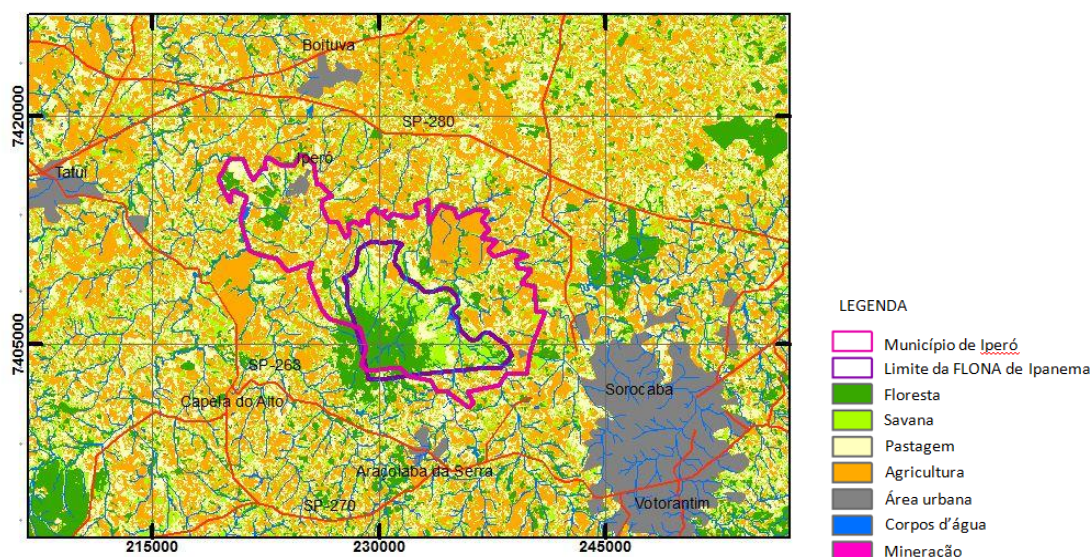 Boituva
7420000
SP-280
Iperó
Tatuí
7405000
SP-268
Sorocaba
Capela do Alto
Araçoiaba da Serra
SP-270
Votorantim
215000
230000
245000
LEGENDA
Município de Iperó
Limite da FLONA de Ipanema
Floresta
Savana
Pastagem
Agricultura
Área urbana
Corpos d'água
Mineração